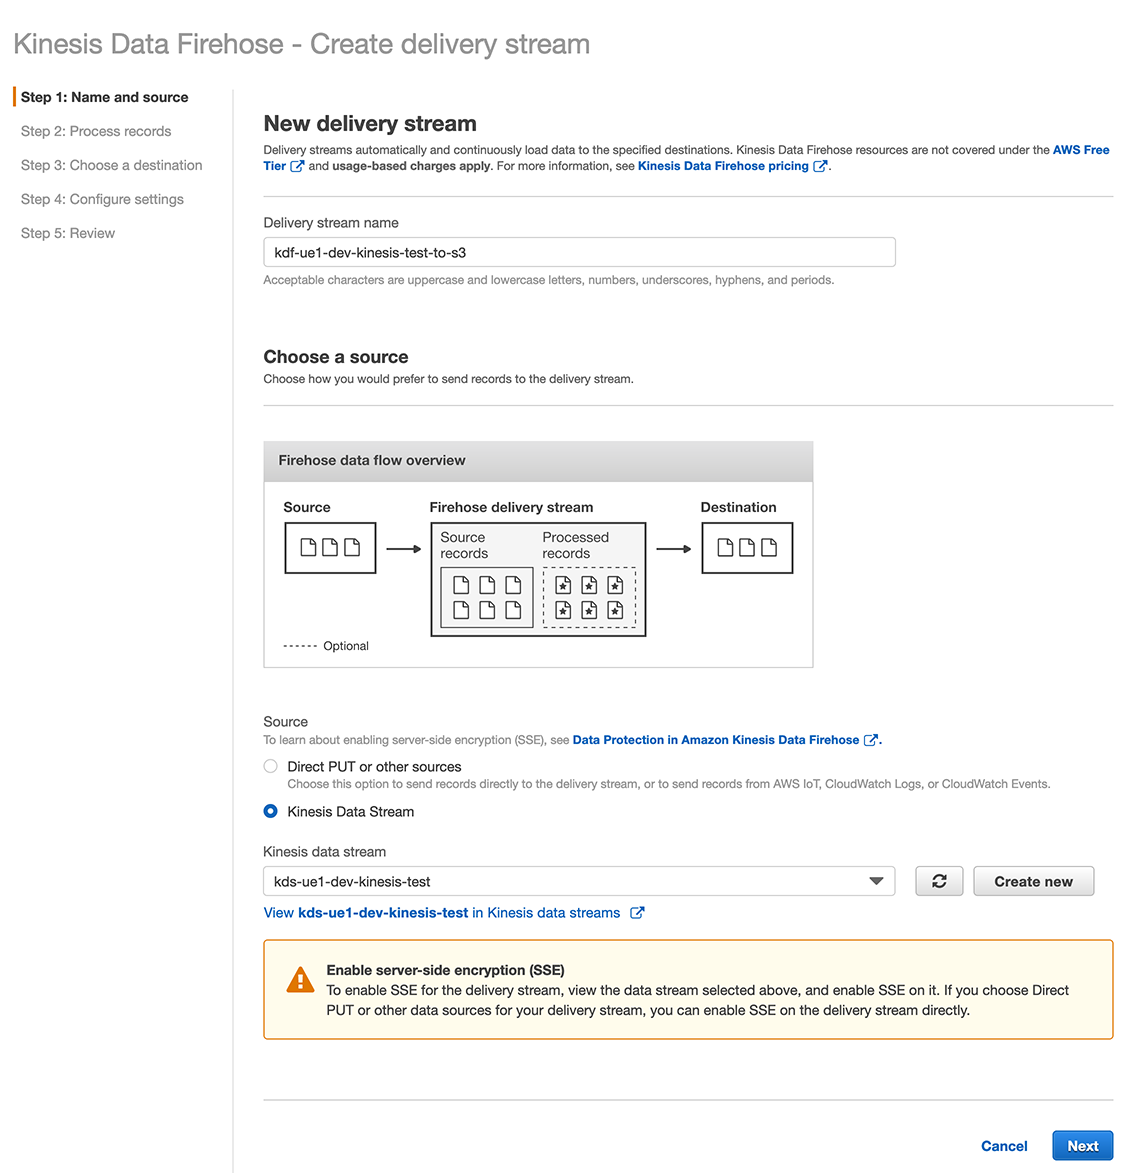 Kinesis Data Firehose - Create delivery stream
Step 1: Name and source
Step 2: Process records
Step 3: Choose a destination
Step 4: Configure settings
Step 5: Review
New delivery stream
Delivery streams automatically and continuously load data to the specified destinations. Kinesis Data Firehose resources are not covered under the AWS Free
Tier and usage-based charges apply. For more information, see Kinesis Data Firehose pricing .
Delivery stream name
kdf-ue1-dev-kinesis-test-to-s3
Acceptable characters are uppercase and lowercase letters, numbers, underscores, hyphens, and periods.
Choose a source
Choose how you would prefer to send records to the delivery stream.
Firehose data flow overview
Source
Firehose delivery stream
Destination
Source
records
Processed
records
Optional
Source
To learn about enabling server-side encryption (SSE), see Data Protection in Amazon Kinesis Data Firehose .
Direct PUT or other sources
Choose this option to send records directly to the delivery stream, or to send records from AWS IoT, CloudWatch Logs, or CloudWatch Events.
Kinesis Data Stream
Kinesis data stream
kds-ue1-dev-kinesis-test
Create new
View kds-ue1-dev-kinesis-test in Kinesis data streams
Enable server-side encryption (SSE)
To enable SSE for the delivery stream, view the data stream selected above, and enable SSE on it. If you choose Direct
PUT or other data sources for your delivery stream, you can enable SSE on the delivery stream directly.
Cancel
Next